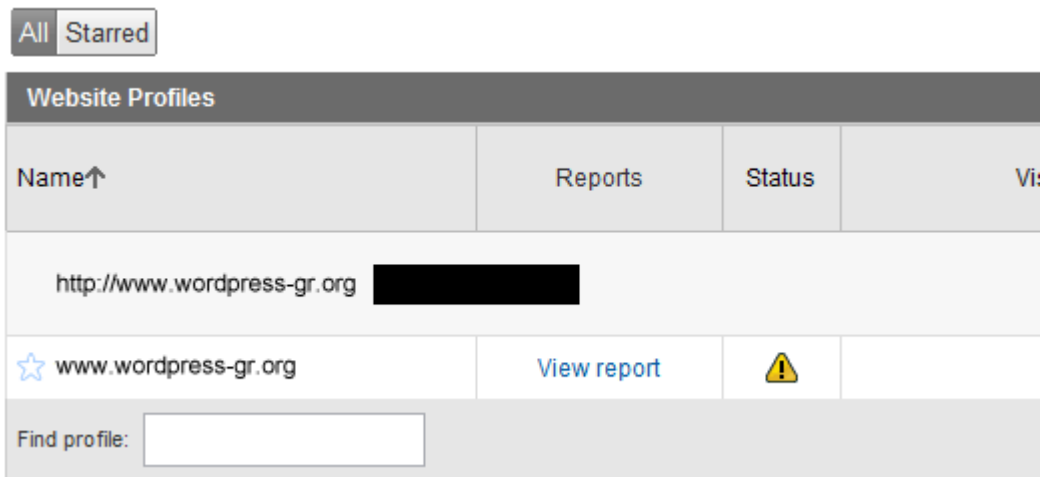 All Starred
Website Profiles
Name Reports Status Vis
http://www.wordpress-gr.org
www.wordpress-gr.org View report
Find profile: